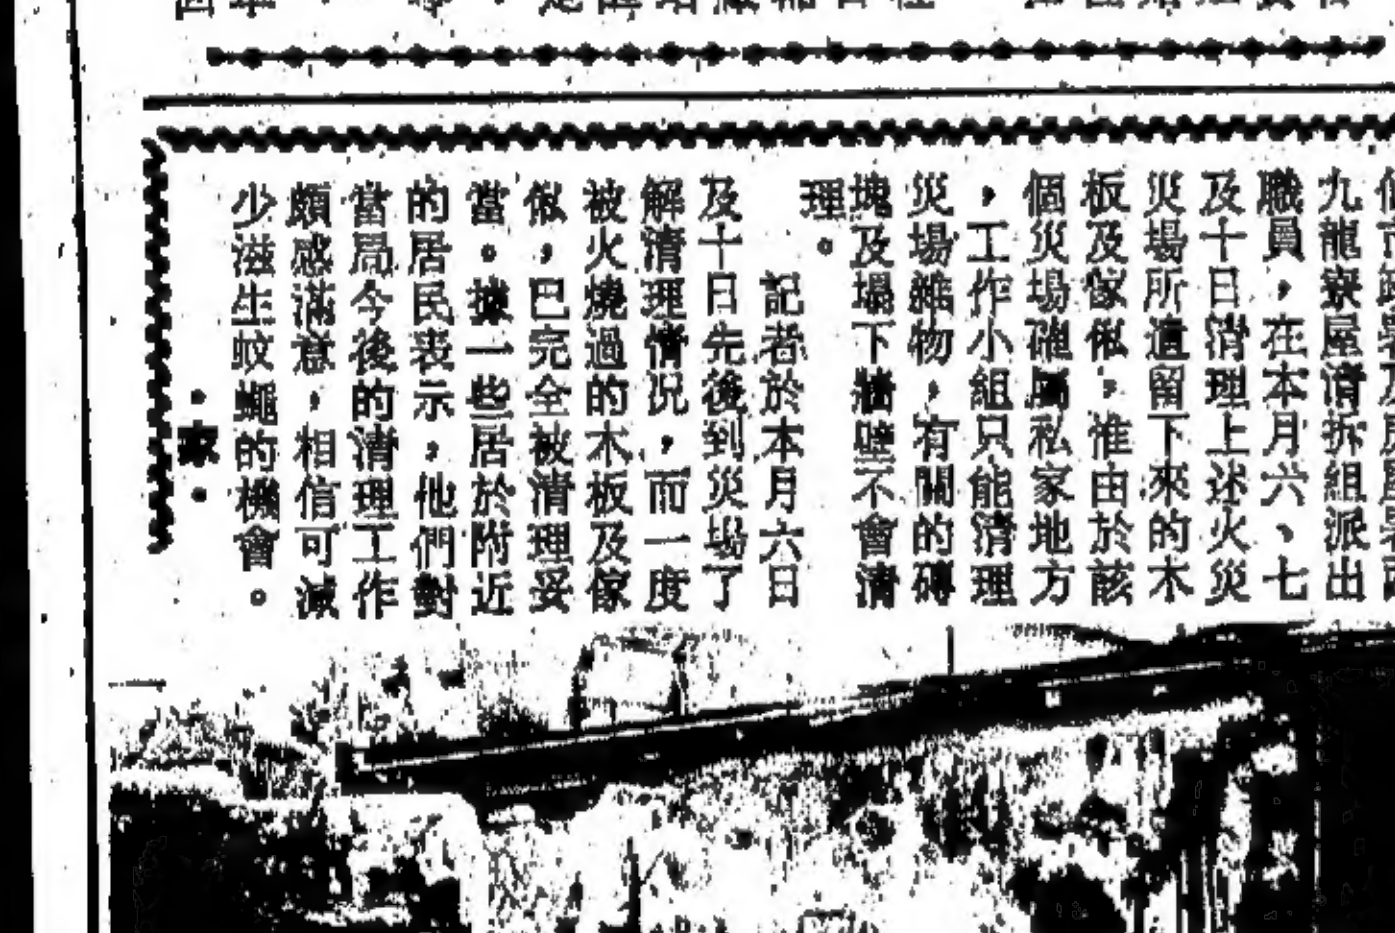 九龍寮屋清拆組派出
職員，在本月六、七
及十日清理上述火災
災場所遺留下來的木
板及傢俬，惟由於該
個災場確屬私家地方
，工作小組只能清理
災場雜物，有關的磚
塊及塌下牆壁不會清
理。
記者於本月六日
及十日先後到災場了
解清理情况，而一度
被火燒過的木板及傢
俬，已完全被清理妥
當。據一些居於附近
的居民表示，他們對
當局今後的清理工作
頗感滿意，相信可減
少滋生蚊蠅的機會。
•家•